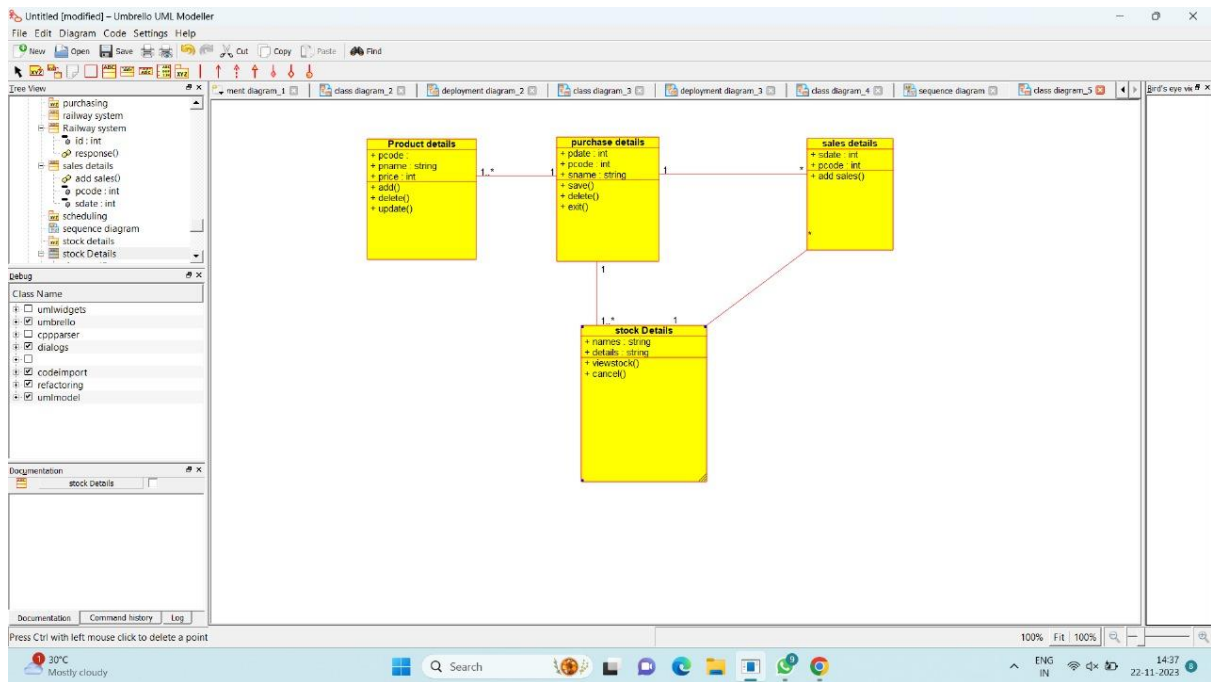 Untitled [modified] – Umbrello UML Modeller
File Edit Diagram Code Settings Help
New Open Save Cut Copy Paste Find
Tree View
ment diagram_1 class diagram_2 deployment diagram_2 class diagram_3 deployment diagram_3 class diagram_4 sequence diagram class diagram_5
Bird's eye vie
purchasing
railway system
Railway system
id : int
response()
sales details
add sales()
pcode : int
sdate : int
scheduling
sequence diagram
stock details
stock Details
Debug
Class Name
umlwidgets
umbrello
cppparser
dialogs
codeimport
refactoring
umlmodel
Documentation
stock Details
Documentation Command history Log
Product details
+ pcode :
+ pname : string
+ price : int
+ add()
+ delete()
+ update()
1..*
1
purchase details
+ pdate : int
+ pcode : int
+ sname : string
+ save()
+ delete()
+ exit()
1
*
sales details
+ sdate : int
+ pcode : int
+ add sales()
*
1
1..*
1
stock Details
+ names : string
+ details : string
+ viewstock()
+ cancel()
Press Ctrl with left mouse click to delete a point
100% Fit 100%
1
30°C
Mostly cloudy
Search
9
ENG
IN
14:37
22-11-2023
8